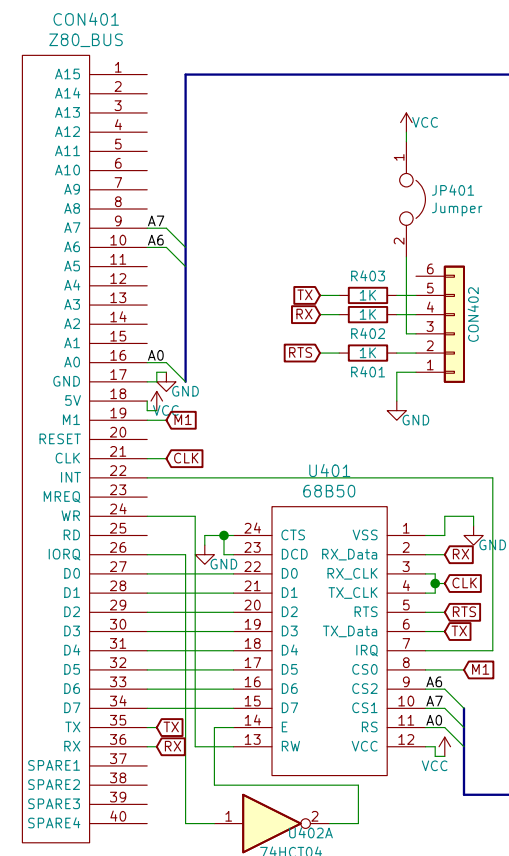 CON401
Z80_BUS
A15 1
A14 2
A13 3
A12 4
A11 5
A10 6
A9 7
A8 8
A7 9 A7
A6 10 A6
A5 11
A4 12
A3 13
A2 14
A1 15
A0 16 A0
GND 17 GND
5V 18 VCC
M1 19 M1
RESET 20
CLK 21 CLK
INT 22
MREQ 23
WR 24
RD 25
IORQ 26
D0 27
D1 28
D2 29
D3 30
D4 31
D5 32
D6 33
D7 34
TX 35 TX
RX 36 RX
SPARE1 37
SPARE2 38
SPARE3 39
SPARE4 40
VCC
1
JP401
Jumper
2
R403
TX 1K 5
RX 1K 4
R402
RTS 1K 2
R401
6
3
1
CON402
GND
U401
68B50
24 CTS VSS 1
GND
23 DCD RX_Data 2 RX
GND
22 D0 RX_CLK 3
21 D1 TX_CLK 4 CLK
20 D2 RTS 5 RTS
19 D3 TX_Data 6 TX
18 D4 IRQ 7
17 D5 CS0 8 M1
16 D6 CS2 9 A6
15 D7 CS1 10 A7
14 E RS 11 A0
13 RW VCC 12
VCC
1 2
U402A
74HCT04